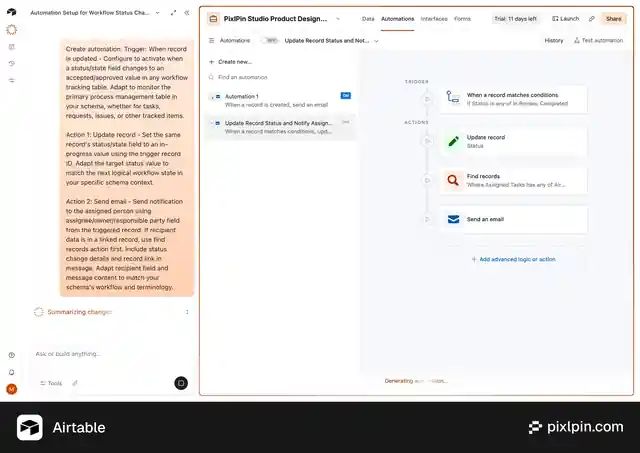 Automation Setup for Workflow Status Cha...
Create automation: Trigger: When record
is updated - Configure to activate when
a status/state field changes to an
accepted/approved value in any workflow
tracking table. Adapt to monitor the
primary process management table in
your schema, whether for tasks,
requests, issues, or other tracked items.
Action 1: Update record - Set the same
record's status/state field to an in-
progress value using the trigger record
ID. Adapt the target status value to
match the next logical workflow state in
your specific schema context.
Action 2: Send email - Send notification
to the assigned person using
assignee/owner/responsible party field
from the triggered record. If recipient
data is in a linked record, use find
records action first. Include status
change details and record link in
message. Adapt recipient field and
message content to match your
schema's workflow and terminology.
Summarizing change
Ask or build anything...
Tools
M
PixlPin Studio Product Design...
Data Automations Interfaces Forms
Trial: 11 days left
Launch
Share
Automations
OFF
Update Record Status and Not...
History
Test automation
Create new...
Find an automation
Automation 1
When a record is created, send an email
Update Record Status and Notify Assign...
When a record matches conditions, upd...
TRIGGER
When a record matches conditions
If Status is any of In Review, Completed
ACTIONS
Update record
Status
Find records
Where Assigned Tasks has any of Air...
Send an email
+ Add advanced logic or action
Generating
Airtable
pixlpin.com